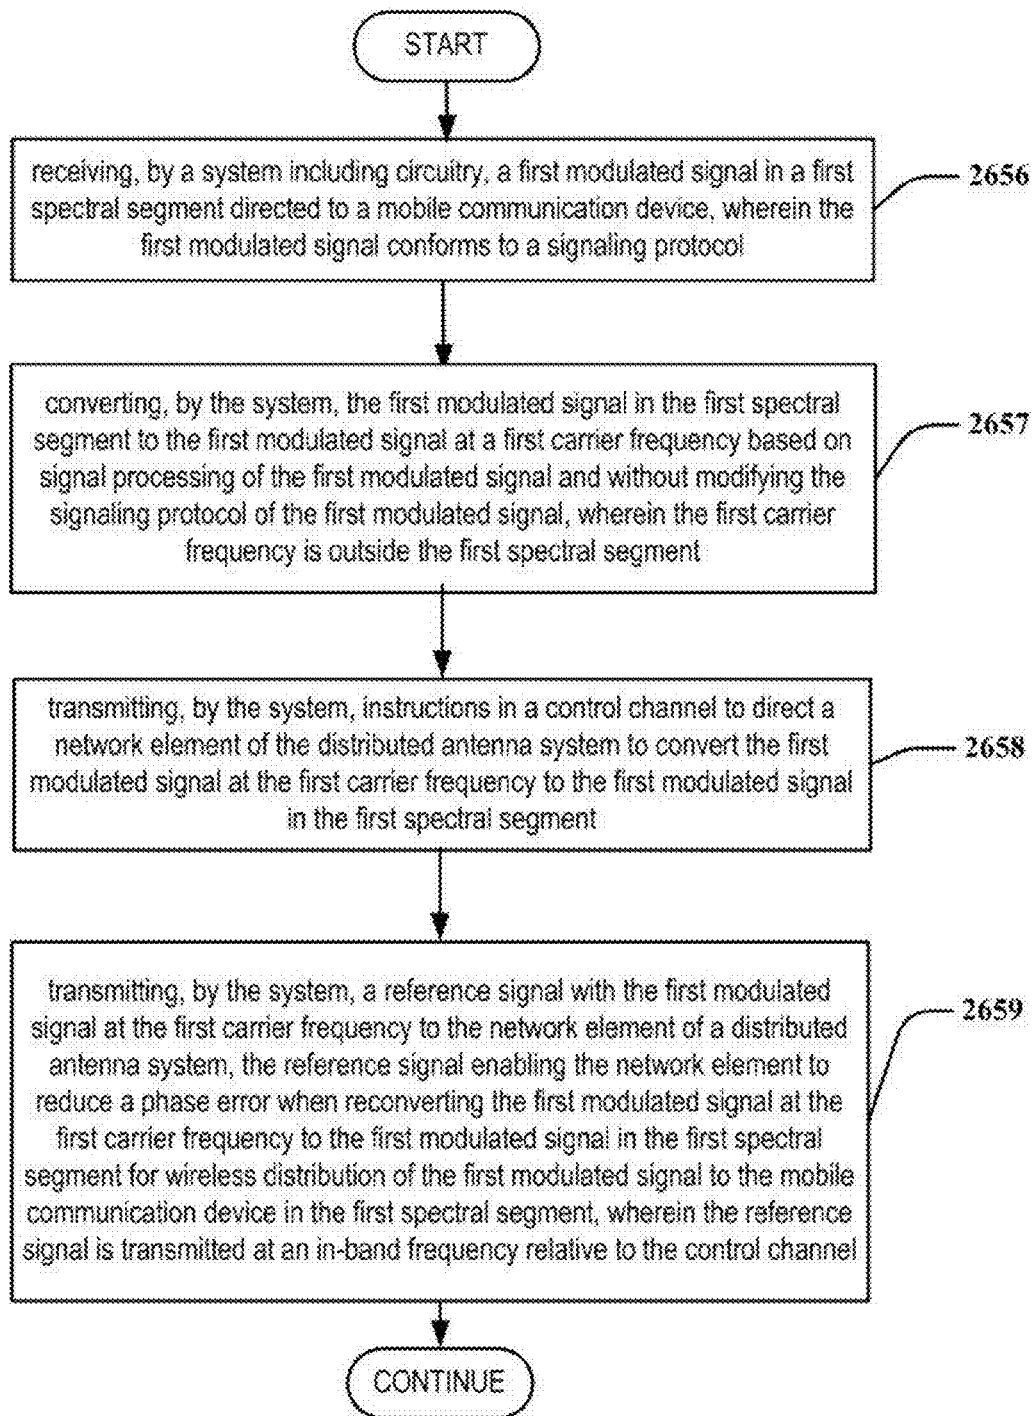 START
receiving, by a system including circuitry, a first modulated signal in a first
spectral segment directed to a mobile communication device, wherein the
first modulated signal conforms to a signaling protocol
2656
converting, by the system, the first modulated signal in the first spectral
segment to the first modulated signal at a first carrier frequency based on
signal processing of the first modulated signal and without modifying the
signaling protocol of the first modulated signal, wherein the first carrier
frequency is outside the first spectral segment
2657
transmitting, by the system, instructions in a control channel to direct a
network element of the distributed antenna system to convert the first
modulated signal at the first carrier frequency to the first modulated signal
in the first spectral segment
2658
transmitting, by the system, a reference signal with the first modulated
signal at the first carrier frequency to the network element of a distributed
antenna system, the reference signal enabling the network element to
reduce a phase error when reconverting the first modulated signal at the
first carrier frequency to the first modulated signal in the first spectral
segment for wireless distribution of the first modulated signal to the mobile
communication device in the first spectral segment, wherein the reference
signal is transmitted at an in-band frequency relative to the control channel
2659
CONTINUE